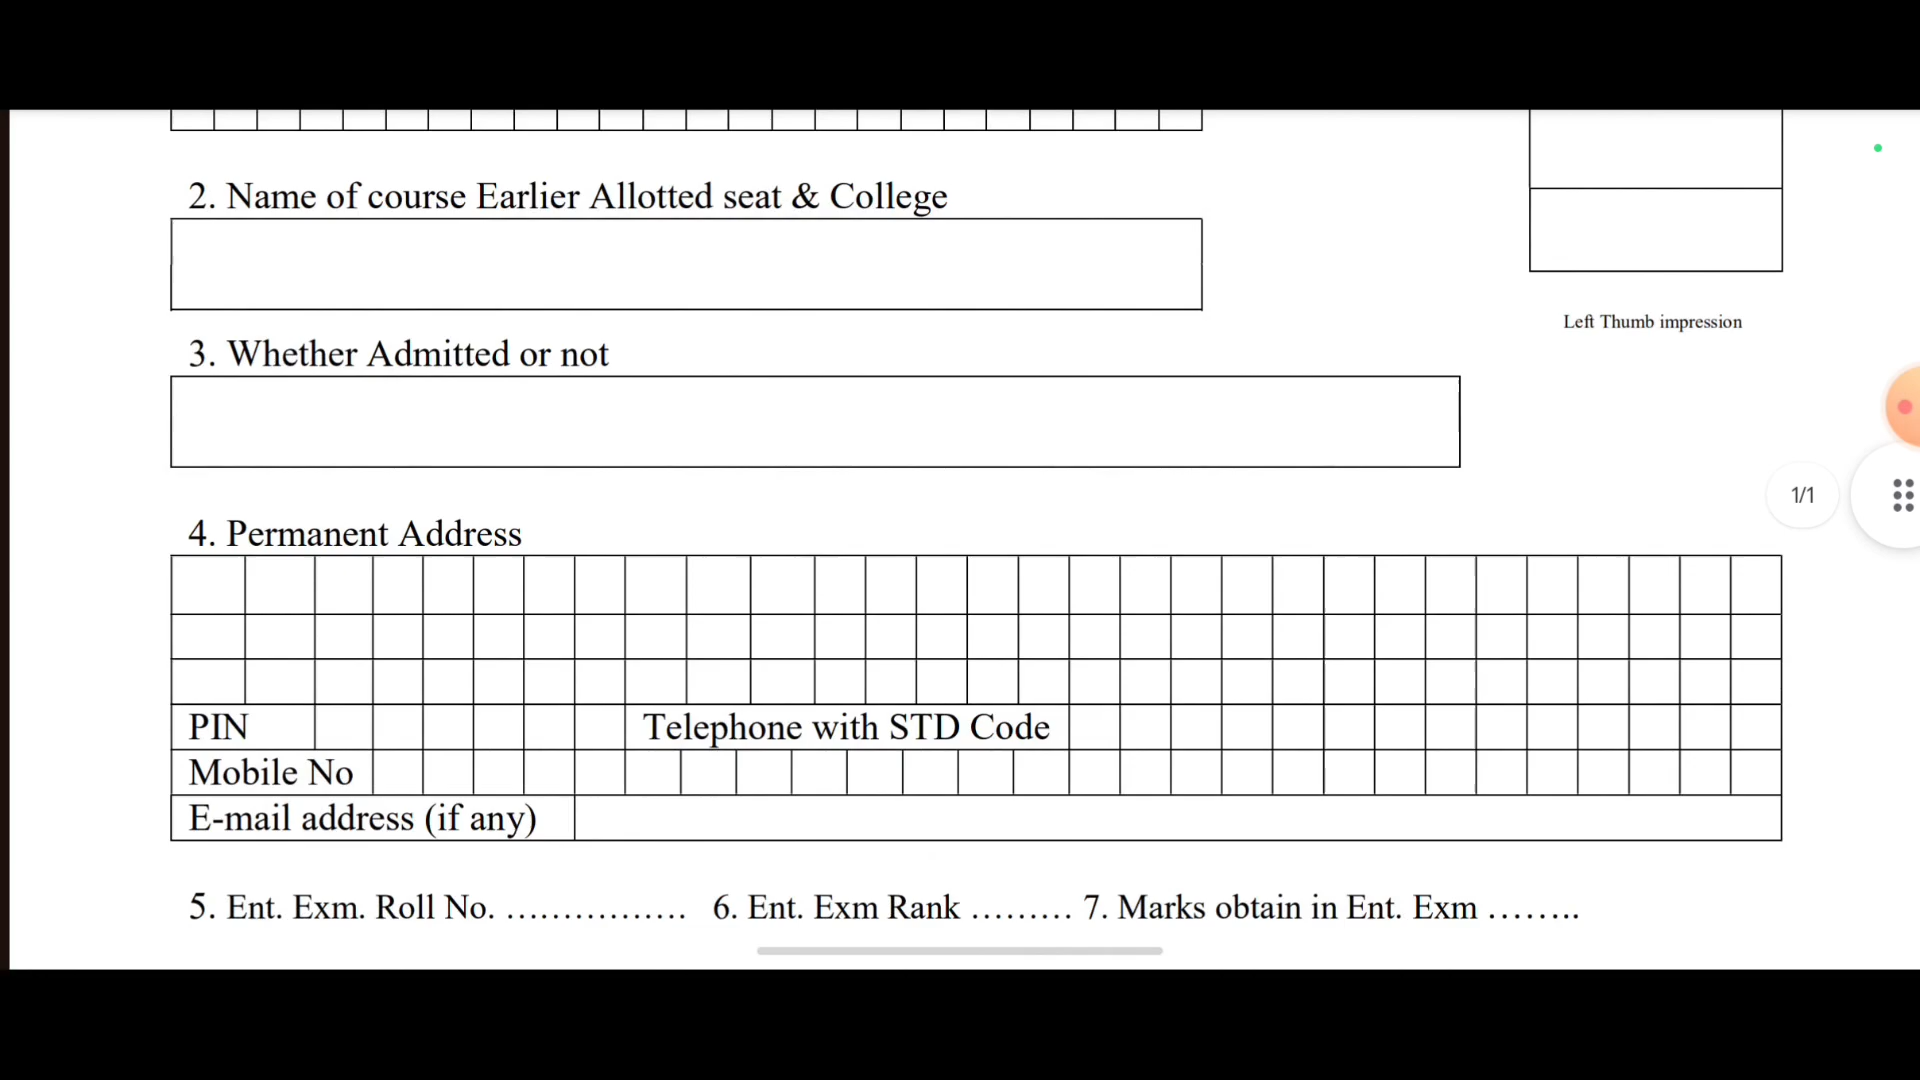 2. Name of course Earlier Allotted seat & College
Left Thumb impression
3. Whether Admitted or not
1/1
4. Permanent Address
PIN
Telephone with STD Code
Mobile No
E-mail address (if any)
5. Ent. Exm. Roll No. ................ 6. Ent. Exm Rank ......... 7. Marks obtain in Ent. Exm ........